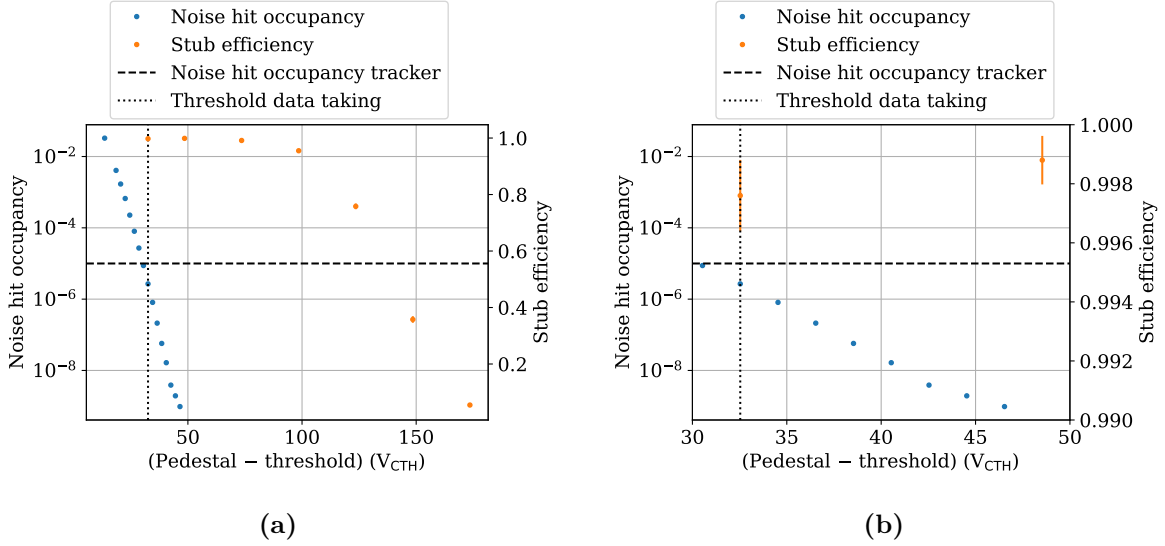 Noise hit occupancy
Stub efficiency
Noise hit occupancy tracker
Threshold data taking
10⁻²
10⁻⁴
10⁻⁶
10⁻⁸
Noise hit occupancy
1.0
0.8
0.6
0.4
0.2
Stub efficiency
50 100 150
(Pedestal − threshold) (V_CTH)
(a)
Noise hit occupancy
Stub efficiency
Noise hit occupancy tracker
Threshold data taking
10⁻²
10⁻⁴
10⁻⁶
10⁻⁸
Noise hit occupancy
1.000
0.998
0.996
0.994
0.992
0.990
Stub efficiency
30 35 40 45 50
(Pedestal − threshold) (V_CTH)
(b)